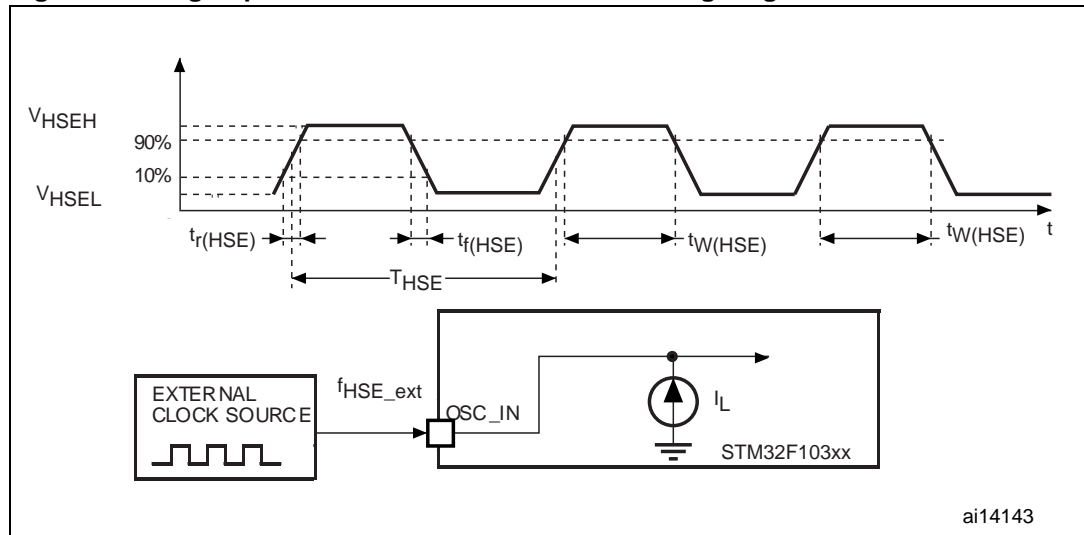 VHSEH
90%
10%
VHSEL
tr(HSE)
tf(HSE)
tW(HSE)
tW(HSE)
t
THSE
EXTERNAL
CLOCK SOURCE
fHSE_ext
OSC_IN
IL
STM32F103xx
ai14143